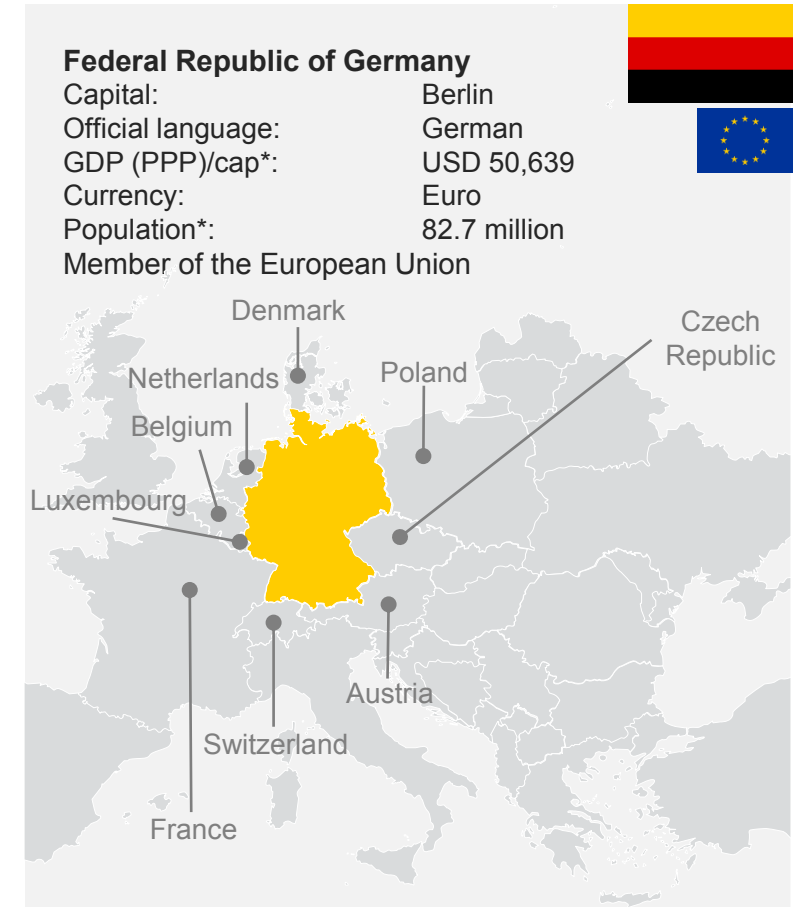 Federal Republic of Germany
Capital: Berlin
Official language: German
GDP (PPP)/cap*: USD 50,639
Currency: Euro
Population*: 82.7 million
Member of the European Union
Denmark
Czech
Republic
Netherlands
Poland
Belgium
Luxembourg
Austria
Switzerland
France